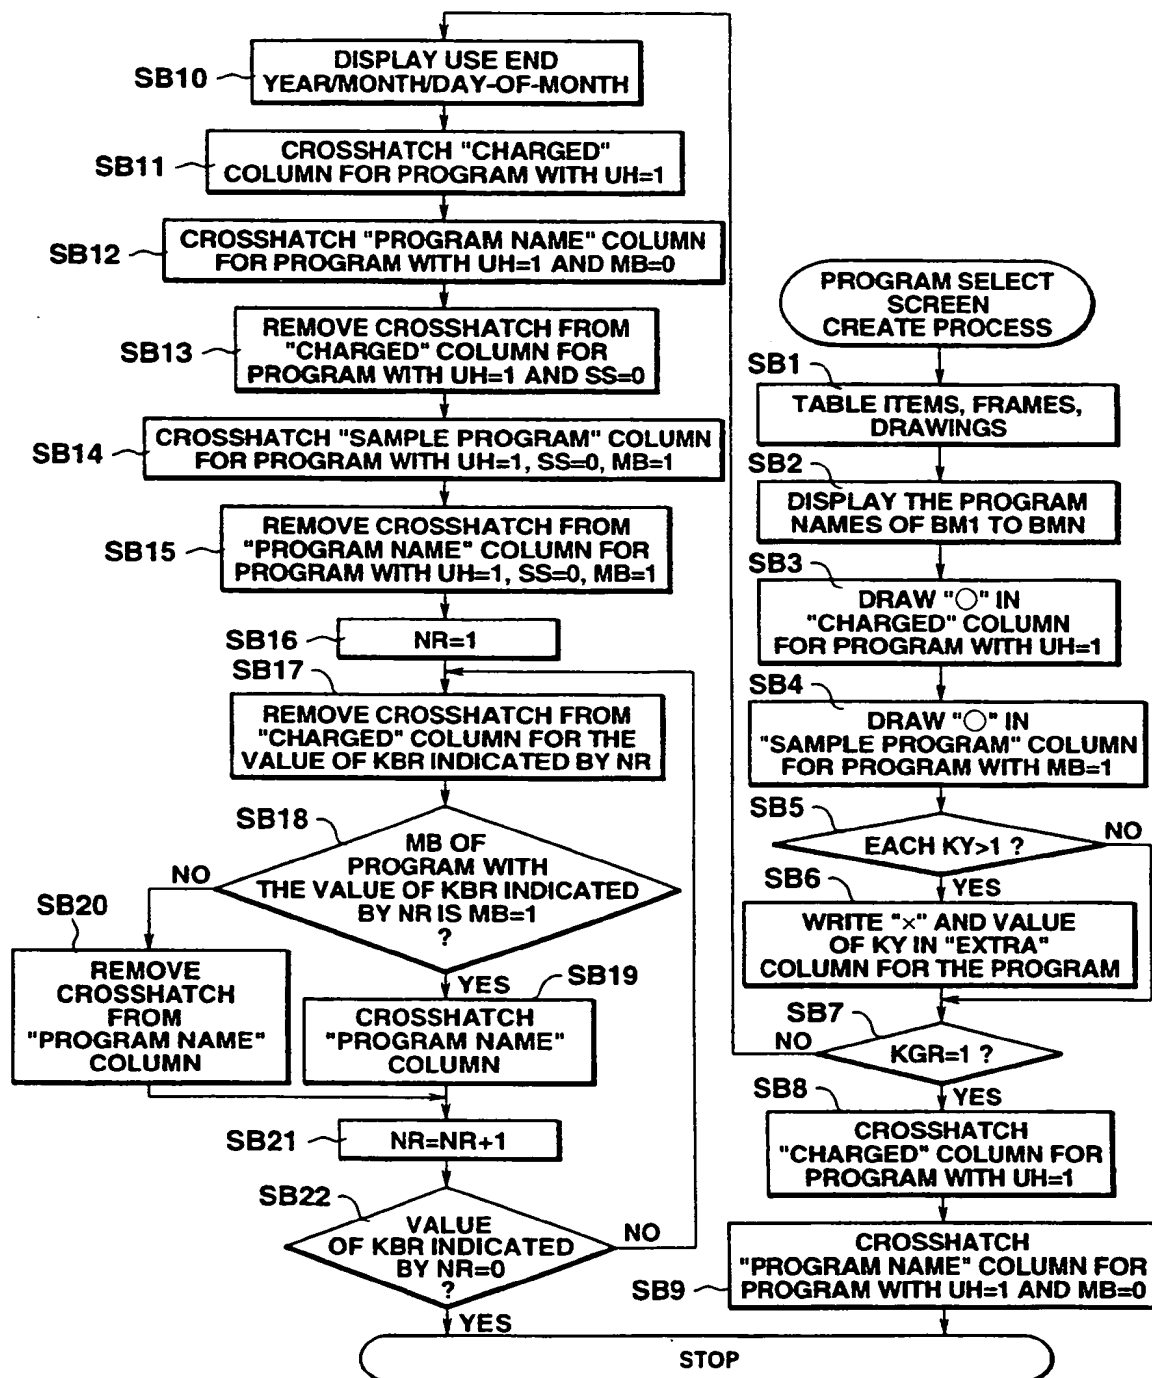 SB10
DISPLAY USE END
YEAR/MONTH/DAY-OF-MONTH
SB11
CROSSHATCH "CHARGED"
COLUMN FOR PROGRAM WITH UH=1
SB12
CROSSHATCH "PROGRAM NAME" COLUMN
FOR PROGRAM WITH UH=1 AND MB=0
SB13
REMOVE CROSSHATCH FROM
"CHARGED" COLUMN FOR
PROGRAM WITH UH=1 AND SS=0
SB14
CROSSHATCH "SAMPLE PROGRAM" COLUMN
FOR PROGRAM WITH UH=1, SS=0, MB=1
SB15
REMOVE CROSSHATCH FROM
"PROGRAM NAME" COLUMN FOR
PROGRAM WITH UH=1, SS=0, MB=1
SB16
NR=1
SB17
REMOVE CROSSHATCH FROM
"CHARGED" COLUMN FOR THE
VALUE OF KBR INDICATED BY NR
SB18
MB OF
PROGRAM WITH
THE VALUE OF KBR INDICATED
BY NR IS MB=1
?
NO
YES
SB20
REMOVE
CROSSHATCH
FROM
"PROGRAM NAME"
COLUMN
SB19
CROSSHATCH
"PROGRAM NAME"
COLUMN
SB21
NR=NR+1
SB22
VALUE
OF KBR INDICATED
BY NR=0
?
NO
YES
PROGRAM SELECT
SCREEN
CREATE PROCESS
SB1
TABLE ITEMS, FRAMES,
DRAWINGS
SB2
DISPLAY THE PROGRAM
NAMES OF BM1 TO BMN
SB3
DRAW "○" IN
"CHARGED" COLUMN
FOR PROGRAM WITH UH=1
SB4
DRAW "○" IN
"SAMPLE PROGRAM" COLUMN
FOR PROGRAM WITH MB=1
SB5
EACH KY>1 ?
NO
YES
SB6
WRITE "×" AND VALUE
OF KY IN "EXTRA"
COLUMN FOR THE PROGRAM
SB7
KGR=1 ?
NO
YES
SB8
CROSSHATCH
"CHARGED" COLUMN FOR
PROGRAM WITH UH=1
SB9
CROSSHATCH
"PROGRAM NAME" COLUMN FOR
PROGRAM WITH UH=1 AND MB=0
STOP